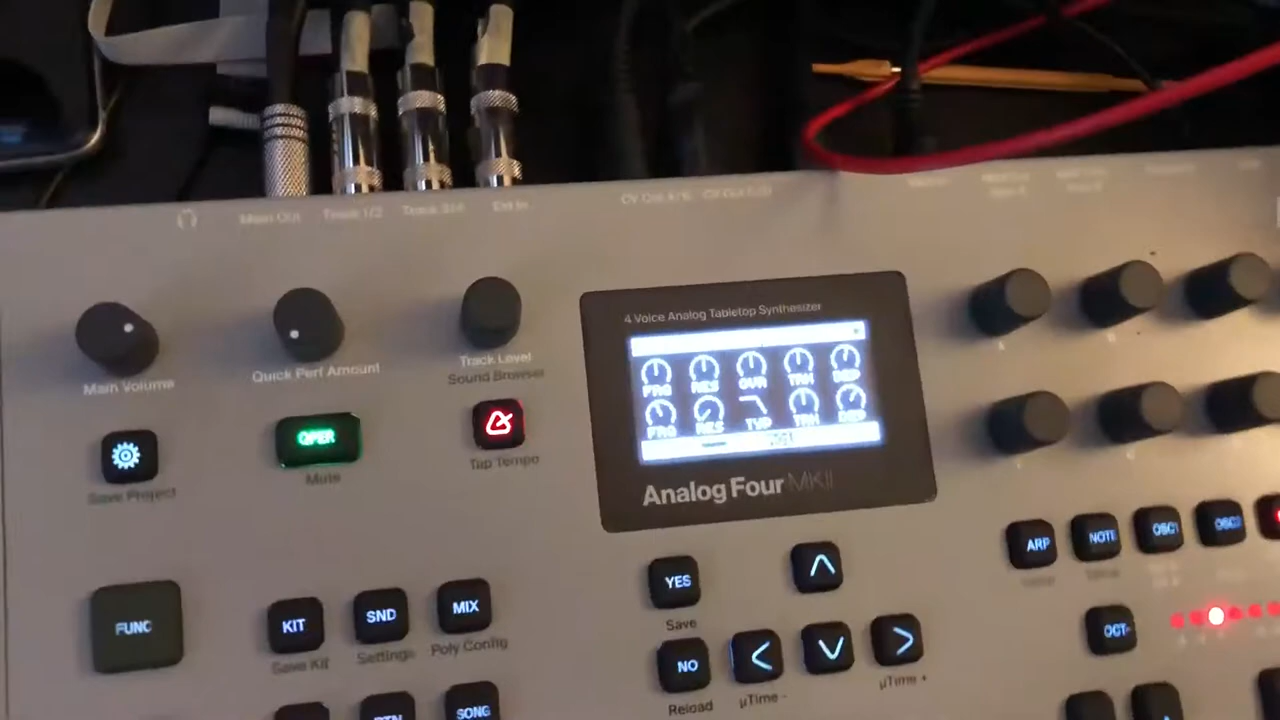 Main Out
Track 1/2
Track 3/4
Ext In
4 Voice Analog Tabletop Synthesizer
FRQ RES OVR TRK DEP
FRQ RES TYP TRK DEP
Analog Four MKII
Main Volume
Quick Perf Amount
Track Level
Sound Browser
Save Project
Mute
Tap Tempo
ARP
NOTE
OSC1
OSC2
FUNC
KIT
SND
MIX
Save Kit
Settings
Poly Config
YES
Save
NO
Reload
µTime -
µTime +
OCT-
SONG